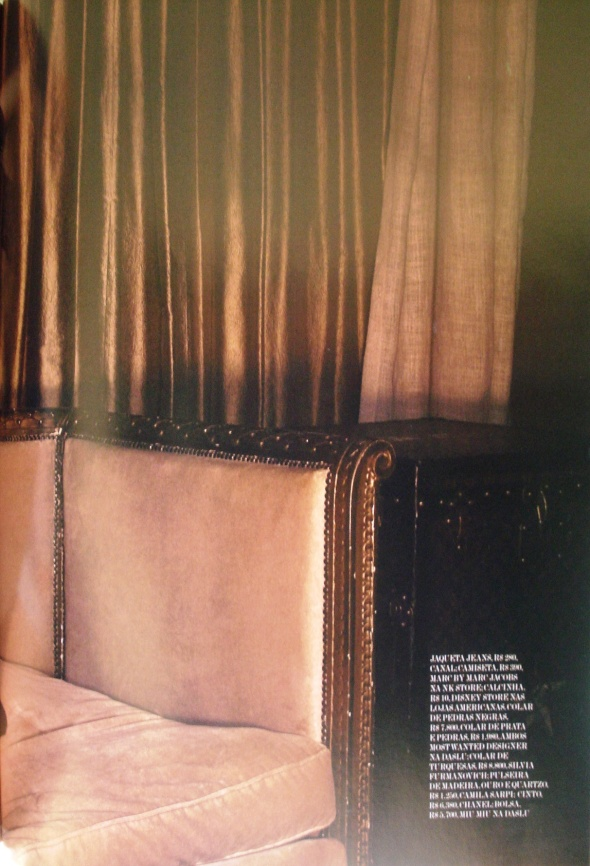 JAQUETA JEANS, R$ 280,
CANAL; CAMISETA, R$ 390,
MARC BY MARC JACOBS
NA NK STORE; CALCINHA,
R$ 10, DISNEY STORE NAS
LOJAS AMERICANAS; COLAR
DE PEDRAS NEGRAS,
R$ 7.800, COLAR DE PRATA
E PEDRAS, R$ 1.980, AMBOS
MOST WANTED DESIGNER
NA DASLU; COLAR DE
TURQUESAS, R$ 8.800, SILVIA
FURMANOVICH; PULSEIRA
DE MADEIRA, OURO E QUARTZO,
R$ 1.250, CAMILA SARPI; CINTO,
R$ 6.380, CHANEL; BOLSA,
R$ 5.700, MIU MIU NA DASLU